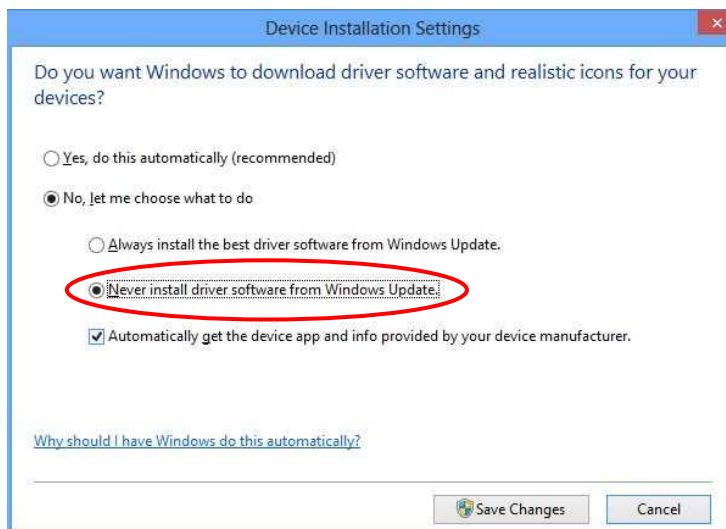 Device Installation Settings
Do you want Windows to download driver software and realistic icons for your
devices?
Yes, do this automatically (recommended)
No, let me choose what to do
Always install the best driver software from Windows Update.
Never install driver software from Windows Update.
Automatically get the device app and info provided by your device manufacturer.
Why should I have Windows do this automatically?
Save Changes
Cancel